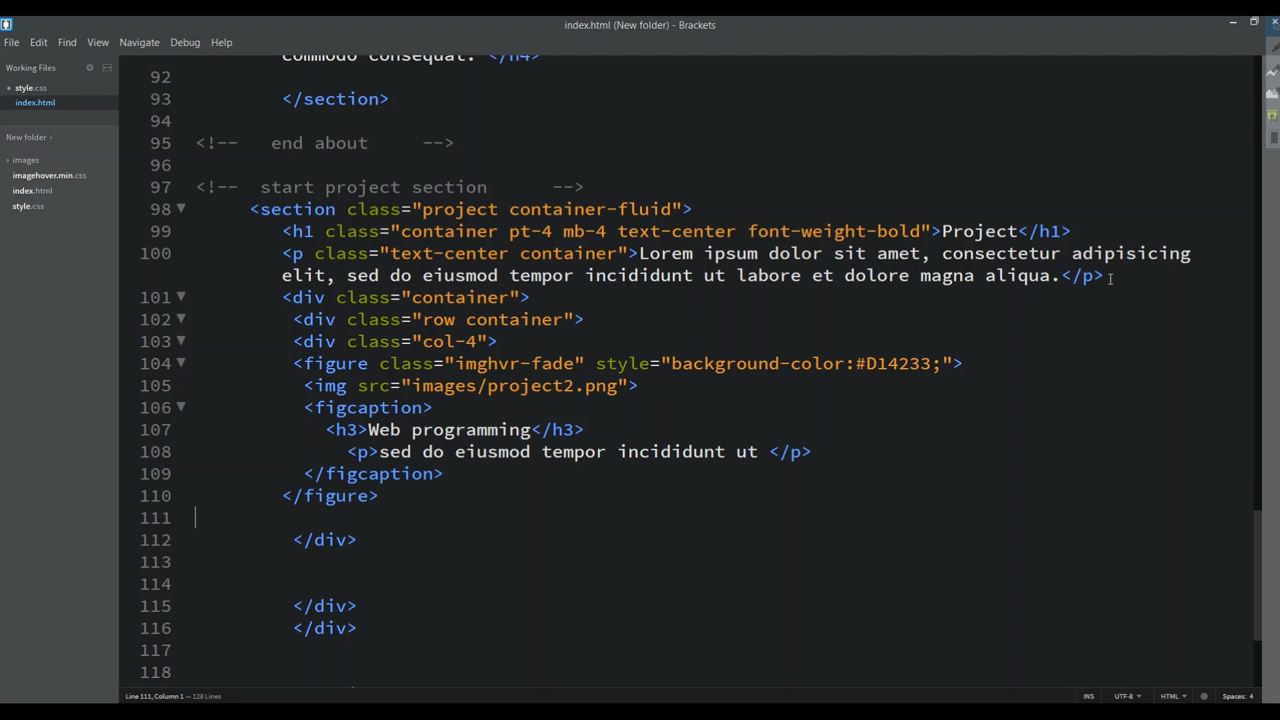 index.html (New folder) - Brackets
File Edit Find View Navigate Debug Help
Working Files
style.css
index.html
New folder
images
imagehover.min.css
index.html
style.css
commodo consequat. </h4>
92
93 </section>
94
95 <!-- end about -->
96
97 <!-- start project section -->
98 <section class="project container-fluid">
99 <h1 class="container pt-4 mb-4 text-center font-weight-bold">Project</h1>
100 <p class="text-center container">Lorem ipsum dolor sit amet, consectetur adipisicing
elit, sed do eiusmod tempor incididunt ut labore et dolore magna aliqua.</p>
101 <div class="container">
102 <div class="row container">
103 <div class="col-4">
104 <figure class="imghvr-fade" style="background-color:#D14233;">
105 <img src="images/project2.png">
106 <figcaption>
107 <h3>Web programming</h3>
108 <p>sed do eiusmod tempor incididunt ut </p>
109 </figcaption>
110 </figure>
111
112 </div>
113
114
115 </div>
116 </div>
117
118
Line 111, Column 1 — 128 Lines
INS UTF-8 HTML Spaces: 4